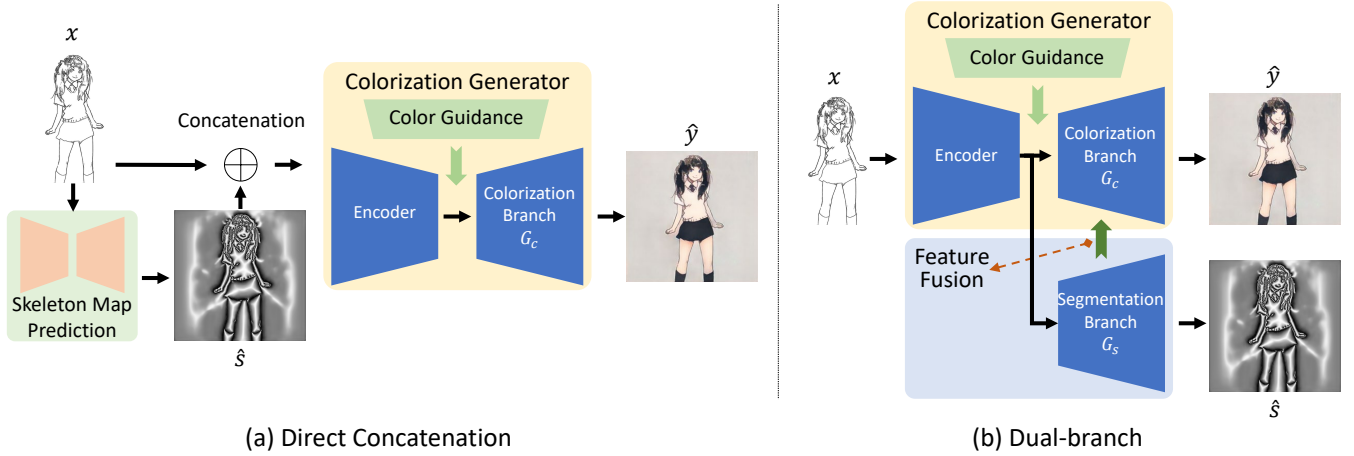 x
Concatenation
Colorization Generator
Color Guidance
Encoder
Colorization
Branch
G_c
ŷ
Skeleton Map
Prediction
ŝ
(a) Direct Concatenation
Colorization Generator
Color Guidance
x
Encoder
Colorization
Branch
G_c
ŷ
Feature
Fusion
Segmentation
Branch
G_s
ŝ
(b) Dual-branch